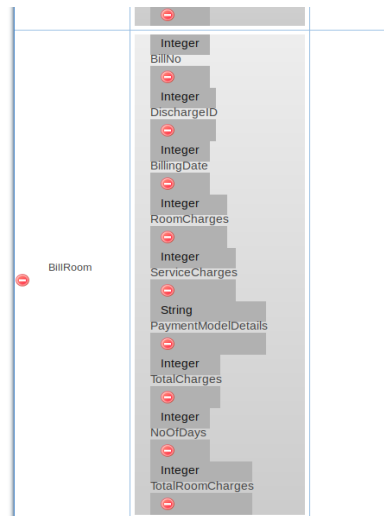 Integer
BillNo
Integer
DischargeID
Integer
BillingDate
Integer
RoomCharges
Integer
ServiceCharges
BillRoom
String
PaymentModelDetails
Integer
TotalCharges
Integer
NoOfDays
Integer
TotalRoomCharges